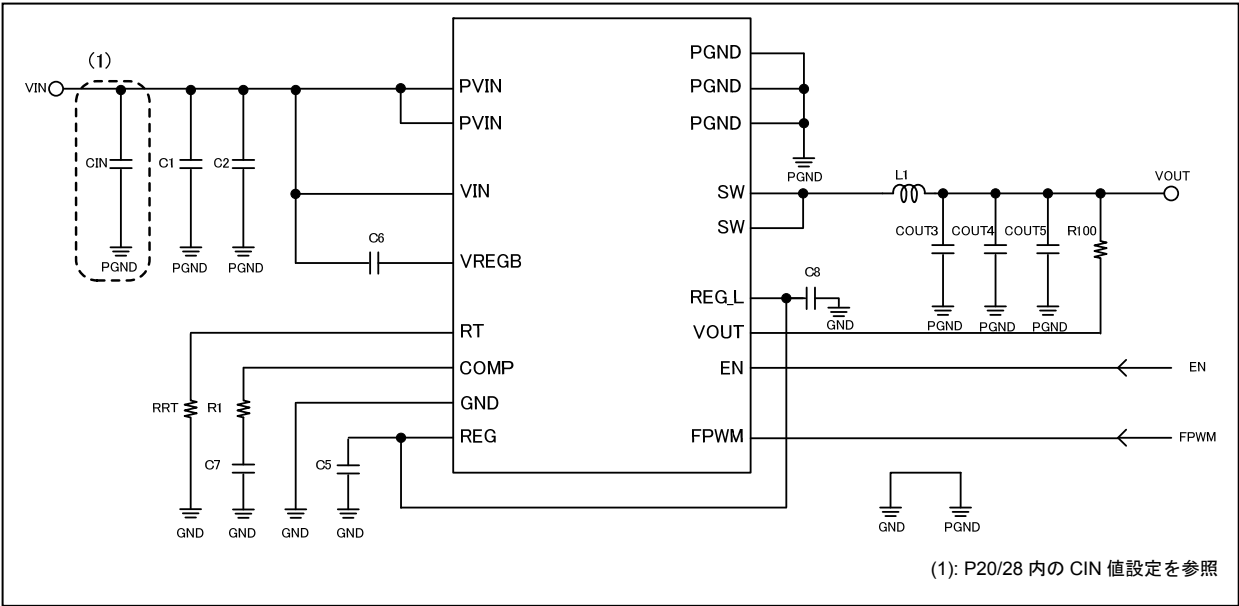 (1)
VIN
CIN
PGND
C1
PGND
C2
PGND
C6
PVIN
PVIN
VIN
VREGB
RT
COMP
GND
REG
RRT
GND
R1
C7
GND
GND
C5
GND
PGND
PGND
PGND
SW
SW
REG_L
VOUT
EN
FPWM
PGND
L1
VOUT
COUT3
COUT4
COUT5
R100
PGND
PGND
PGND
C8
GND
EN
FPWM
GND
PGND
(1): P20/28 内の CIN 値設定を参照